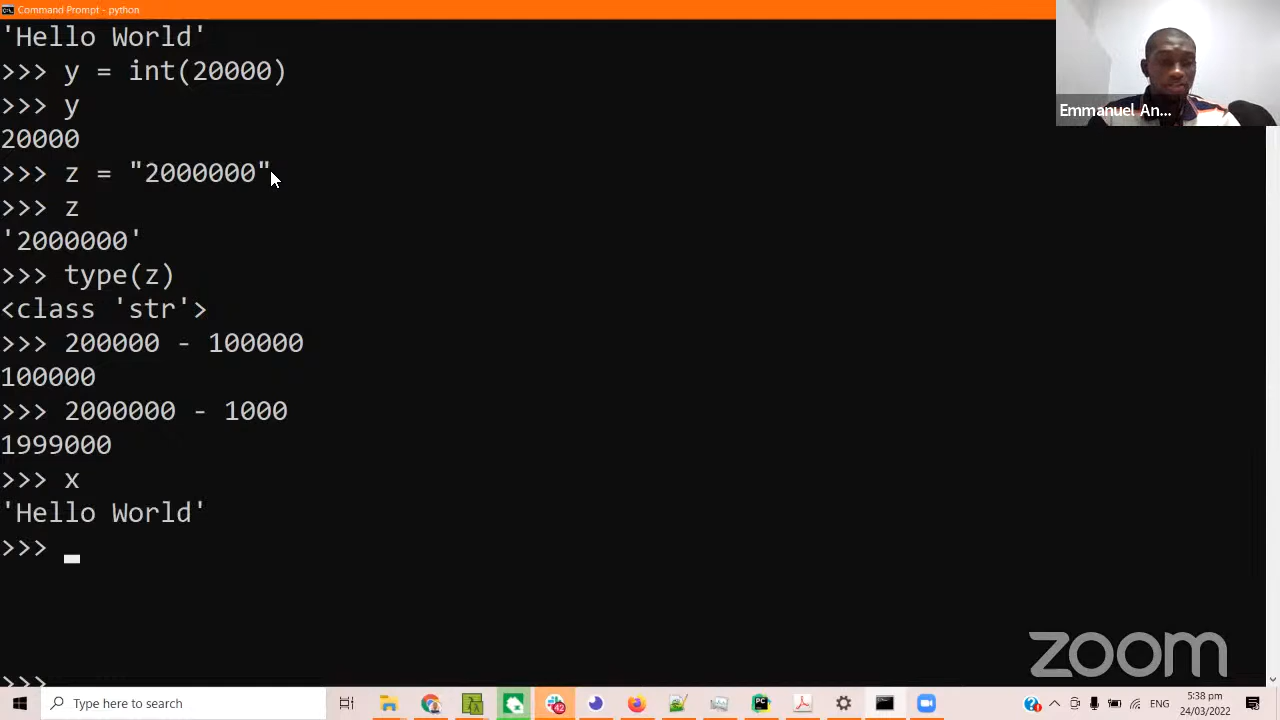 Command Prompt - python
'Hello World'
>>> y = int(20000)
>>> y
20000
>>> z = "2000000"
>>> z
'2000000'
>>> type(z)
<class 'str'>
>>> 200000 - 100000
100000
>>> 2000000 - 1000
1999000
>>> x
'Hello World'
>>>
>>>
Emmanuel An...
zoom
Type here to search
ENG
5:38 pm
24/03/2022